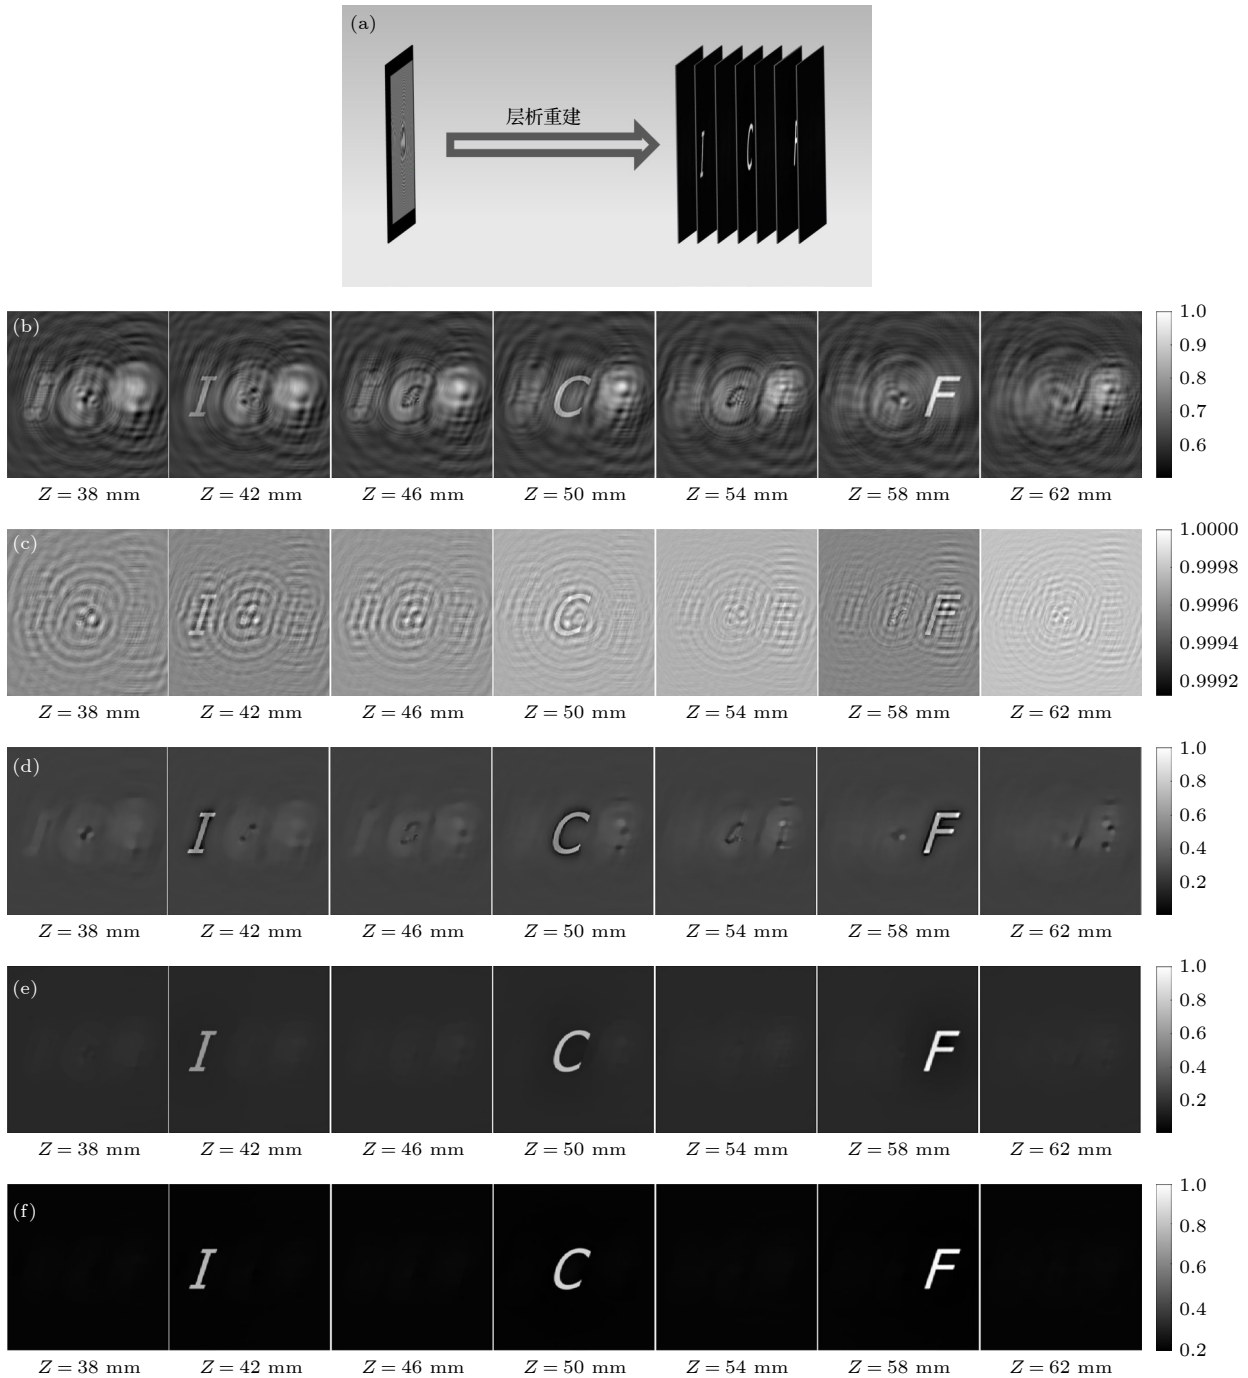 (a)
层析重建
I C F
(b)
I C F
1.0
0.9
0.8
0.7
0.6
Z = 38 mm Z = 42 mm Z = 46 mm Z = 50 mm Z = 54 mm Z = 58 mm Z = 62 mm
(c)
I C F
1.0000
0.9998
0.9996
0.9994
0.9992
Z = 38 mm Z = 42 mm Z = 46 mm Z = 50 mm Z = 54 mm Z = 58 mm Z = 62 mm
(d)
I C F
1.0
0.8
0.6
0.4
0.2
Z = 38 mm Z = 42 mm Z = 46 mm Z = 50 mm Z = 54 mm Z = 58 mm Z = 62 mm
(e)
I C F
1.0
0.8
0.6
0.4
0.2
Z = 38 mm Z = 42 mm Z = 46 mm Z = 50 mm Z = 54 mm Z = 58 mm Z = 62 mm
(f)
I C F
1.0
0.8
0.6
0.4
0.2
Z = 38 mm Z = 42 mm Z = 46 mm Z = 50 mm Z = 54 mm Z = 58 mm Z = 62 mm